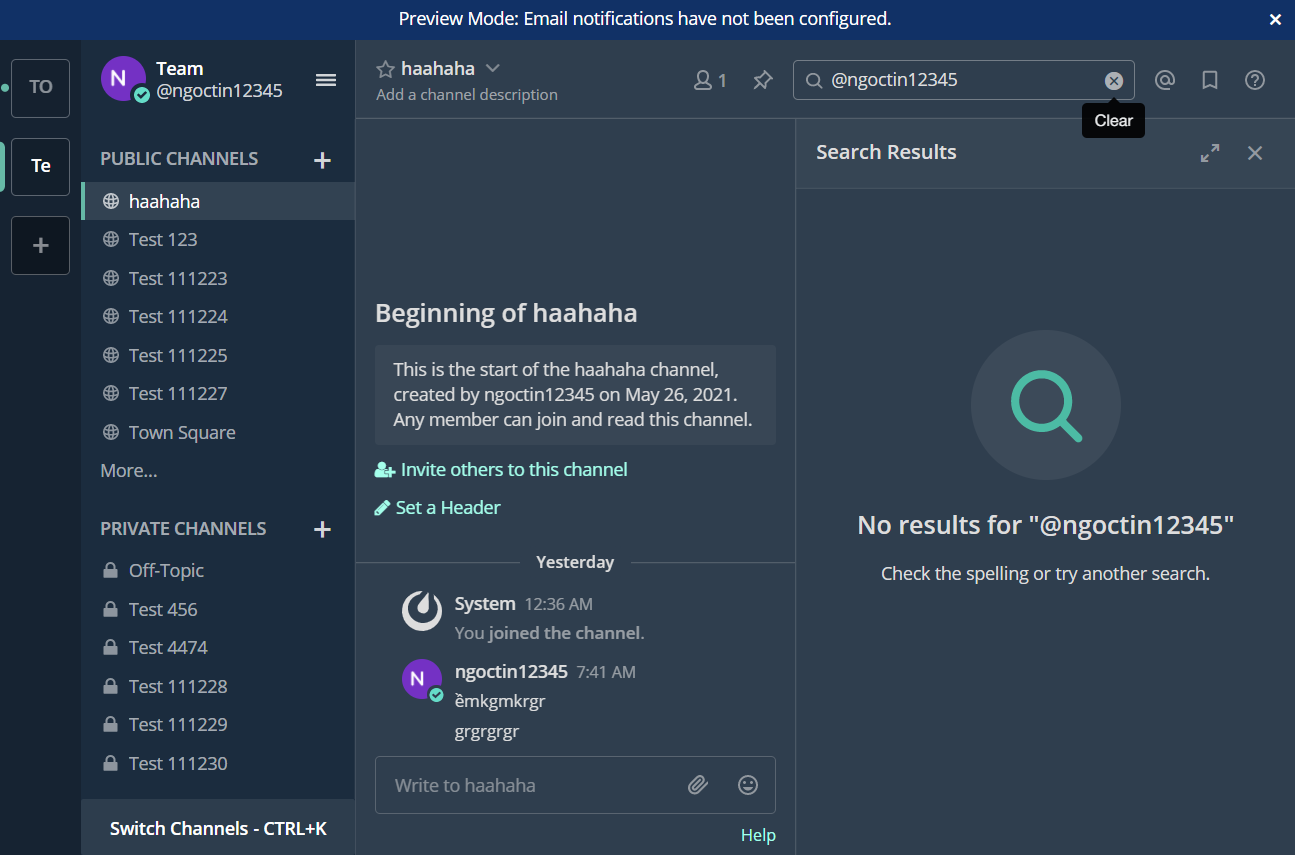 Preview Mode: Email notifications have not been configured.
TO
Te
N
Team
@ngoctin12345
PUBLIC CHANNELS
haahaha
Test 123
Test 111223
Test 111224
Test 111225
Test 111227
Town Square
More...
PRIVATE CHANNELS
Off-Topic
Test 456
Test 4474
Test 111228
Test 111229
Test 111230
Switch Channels - CTRL+K
haahaha
Add a channel description
1
@ngoctin12345
Clear
Beginning of haahaha
This is the start of the haahaha channel,
created by ngoctin12345 on May 26, 2021.
Any member can join and read this channel.
Invite others to this channel
Set a Header
Yesterday
System 12:36 AM
You joined the channel.
N
ngoctin12345 7:41 AM
ềmkgmkrgr
grgrgrgr
Write to haahaha
Help
Search Results
No results for "@ngoctin12345"
Check the spelling or try another search.